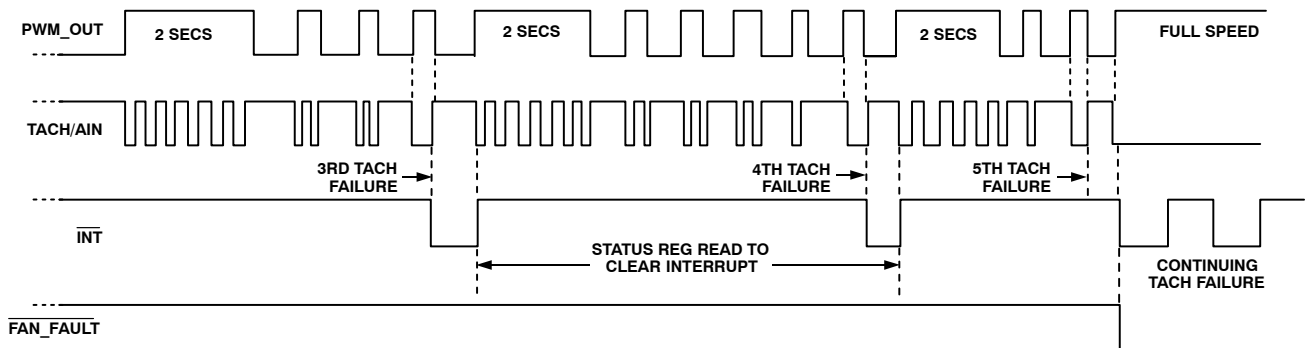 PWM_OUT
2 SECS
2 SECS
2 SECS
FULL SPEED
TACH/AIN
3RD TACH
FAILURE
4TH TACH
FAILURE
5TH TACH
FAILURE
INT
STATUS REG READ TO
CLEAR INTERRUPT
CONTINUING
TACH FAILURE
FAN_FAULT